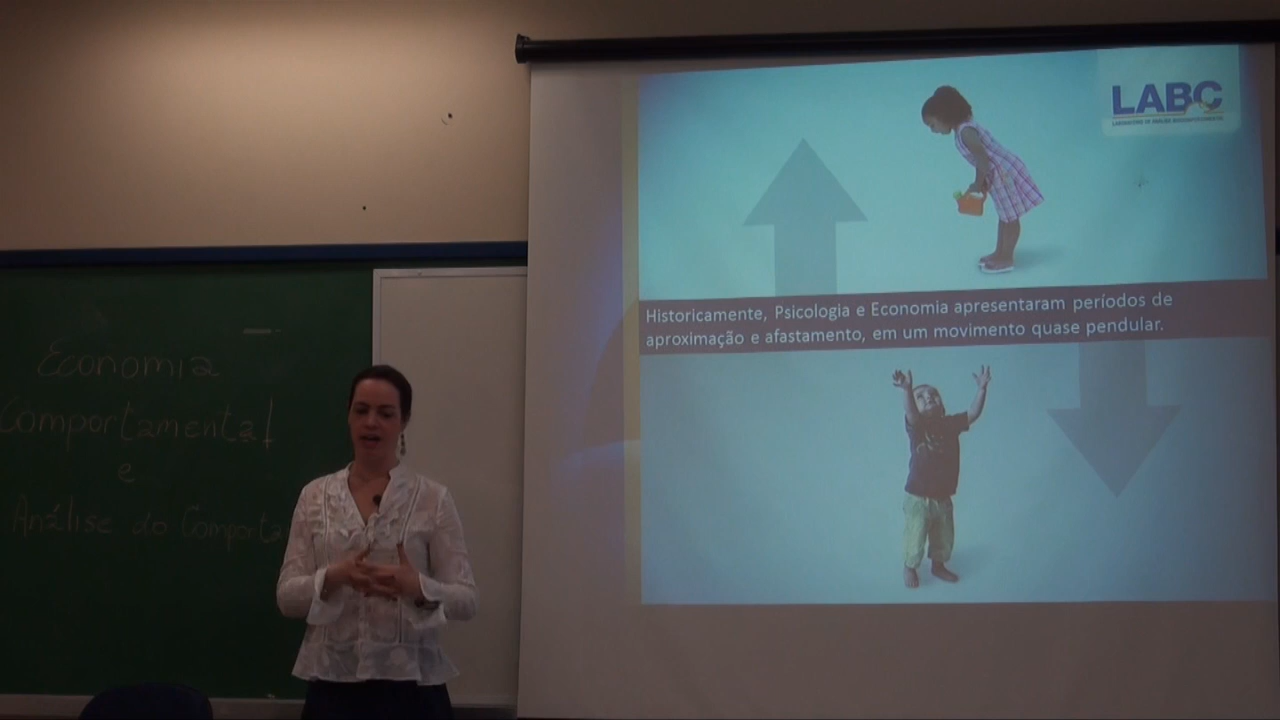 Economia
Comportamental
e
Análise do Comporta
LABC
Historicamente, Psicologia e Economia apresentaram períodos de
aproximação e afastamento, em um movimento quase pendular.